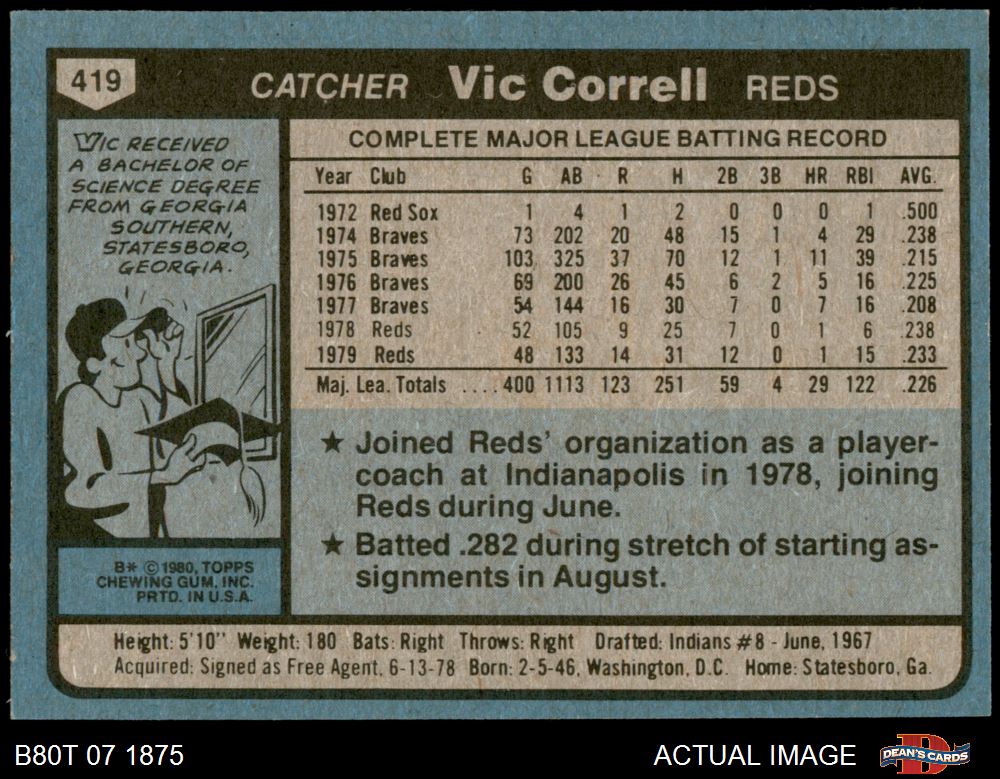 419 CATCHER Vic Correll REDS
VIC RECEIVED
A BACHELOR OF
SCIENCE DEGREE
FROM GEORGIA
SOUTHERN,
STATESBORO,
GEORGIA.
B* © 1980, TOPPS
CHEWING GUM, INC.
PRTD. IN U.S.A.
COMPLETE MAJOR LEAGUE BATTING RECORD
Year Club G AB R H 2B 3B HR RBI AVG.
1972 Red Sox 1 4 1 2 0 0 0 1 .500
1974 Braves 73 202 20 48 15 1 4 29 .238
1975 Braves 103 325 37 70 12 1 11 39 .215
1976 Braves 69 200 26 45 6 2 5 16 .225
1977 Braves 54 144 16 30 7 0 7 16 .208
1978 Reds 52 105 9 25 7 0 1 6 .238
1979 Reds 48 133 14 31 12 0 1 15 .233
Maj. Lea. Totals ....400 1113 123 251 59 4 29 122 .226
★ Joined Reds' organization as a player-
coach at Indianapolis in 1978, joining
Reds during June.
★ Batted .282 during stretch of starting as-
signments in August.
Height: 5'10" Weight: 180 Bats: Right Throws: Right Drafted: Indians #8 - June, 1967
Acquired: Signed as Free Agent, 6-13-78 Born: 2-5-46, Washington, D.C. Home: Statesboro, Ga.
B80T 07 1875 ACTUAL IMAGE DEAN'S CARDS